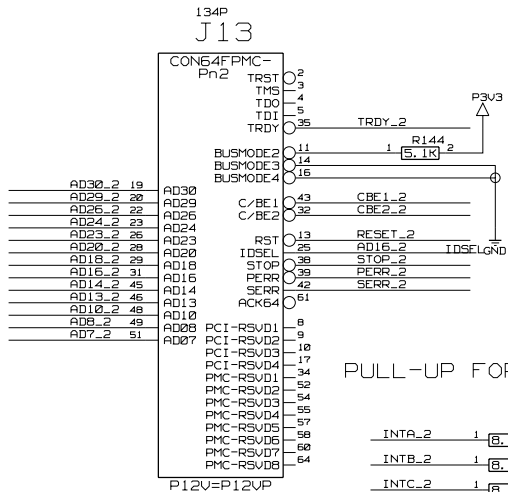 134P
J13
CON64FPMC-
Pn2
TRST 2
TMS 3
TDO 4
TDI 5
TRDY 35 TRDY_2
P3V3
R144
BUSMODE2 11 1 5.1K 2
BUSMODE3 14
BUSMODE4 16
AD30_2 19 AD30
AD29_2 20 AD29
AD26_2 22 AD26
AD24_2 23 AD24
AD23_2 26 AD23
AD20_2 28 AD20
AD18_2 29 AD18
AD16_2 31 AD16
AD14_2 45 AD14
AD13_2 46 AD13
AD10_2 48 AD10
AD8_2 49 AD08
AD7_2 51 AD07
C/BE1 43 CBE1_2
C/BE2 32 CBE2_2
RST 13 RESET_2
IDSEL 25 AD16_2 IDSEL GND
STOP 38 STOP_2
PERR 39 PERR_2
SERR 42 SERR_2
ACK64 61
PCI-RSVD1 8
PCI-RSVD2 9
PCI-RSVD3 10
PCI-RSVD4 17
PMC-RSVD1 34
PMC-RSVD2 52
PMC-RSVD3 54
PMC-RSVD4 55
PMC-RSVD5 57
PMC-RSVD6 58
PMC-RSVD7 60
PMC-RSVD8 64
P12V=P12VP
PULL-UP FOR
INTA_2 1 8.
INTB_2 1 8.
INTC_2 1 8